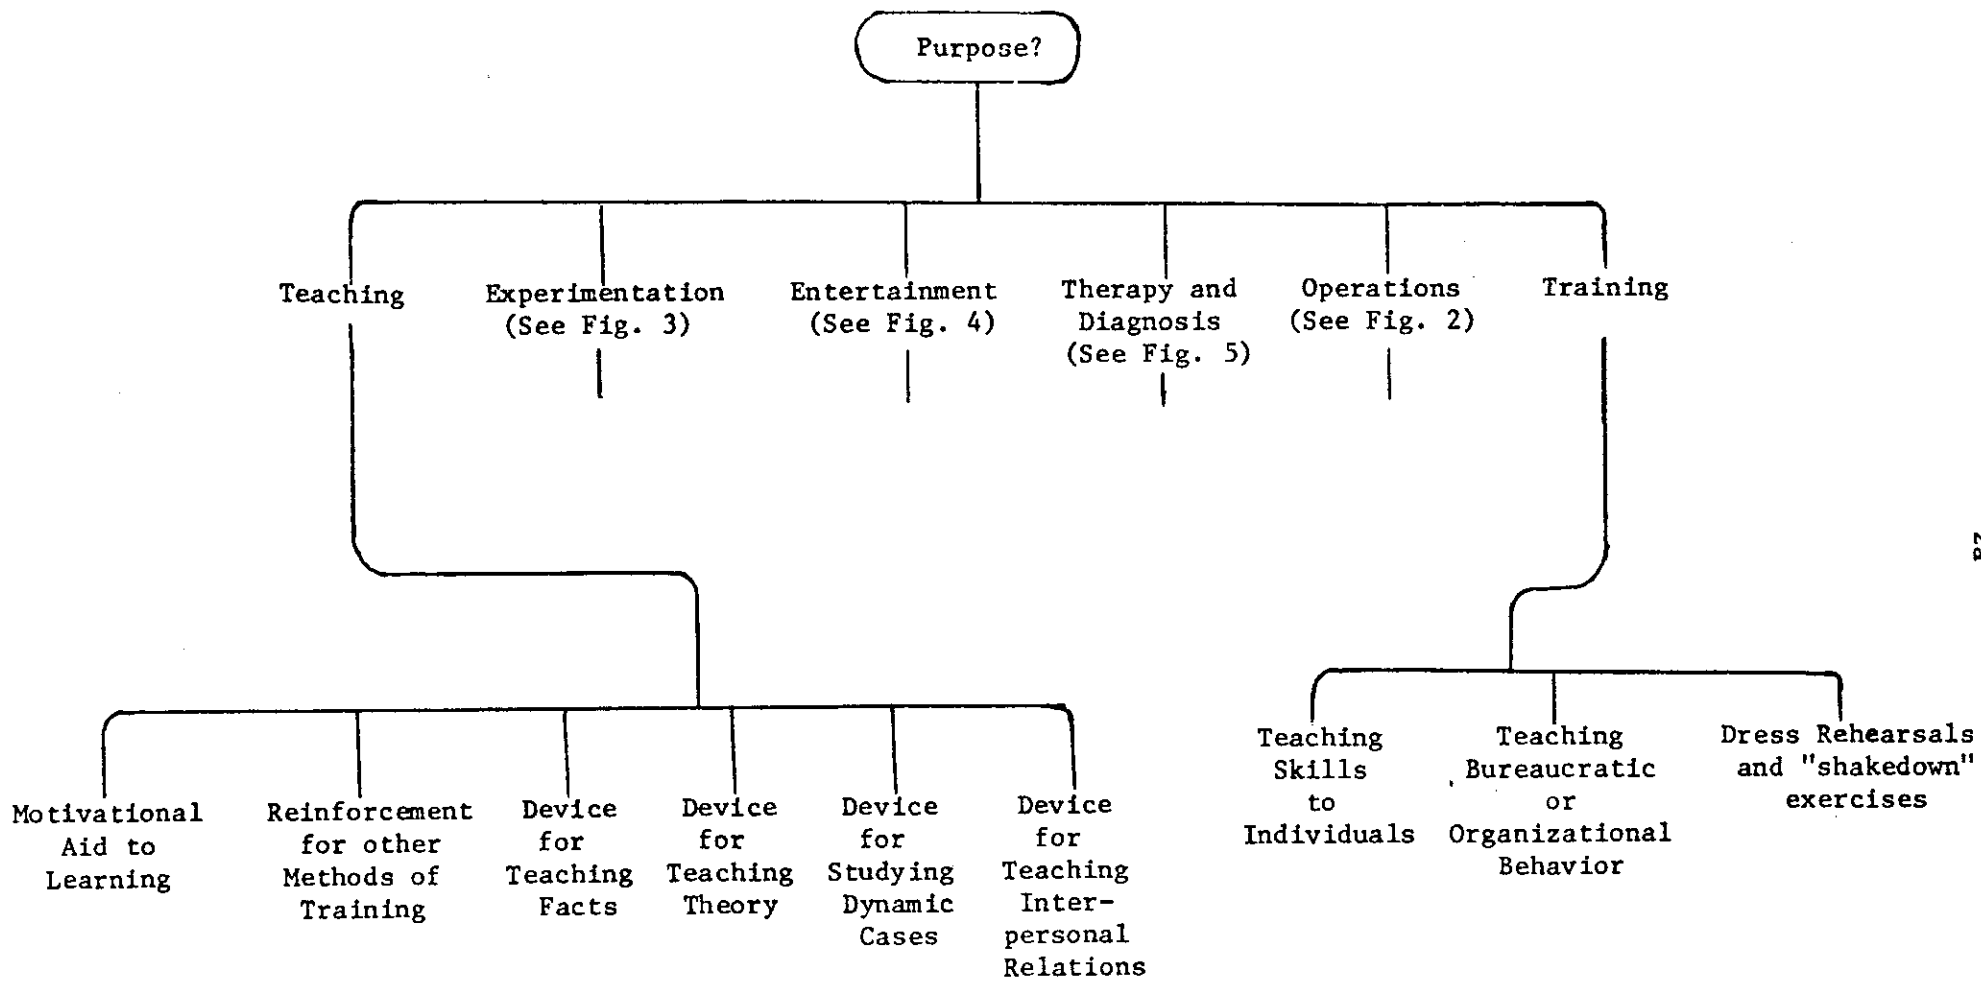 Purpose?
Teaching
Experimentation
(See Fig. 3)
Entertainment
(See Fig. 4)
Therapy and
Diagnosis
(See Fig. 5)
Operations
(See Fig. 2)
Training
Motivational
Aid to
Learning
Reinforcement
for other
Methods of
Training
Device
for
Teaching
Facts
Device
for
Teaching
Theory
Device
for
Studying
Dynamic
Cases
Device
for
Teaching
Inter-
personal
Relations
Teaching
Skills
to
Individuals
Teaching
Bureaucratic
or
Organizational
Behavior
Dress Rehearsals
and "shakedown"
exercises